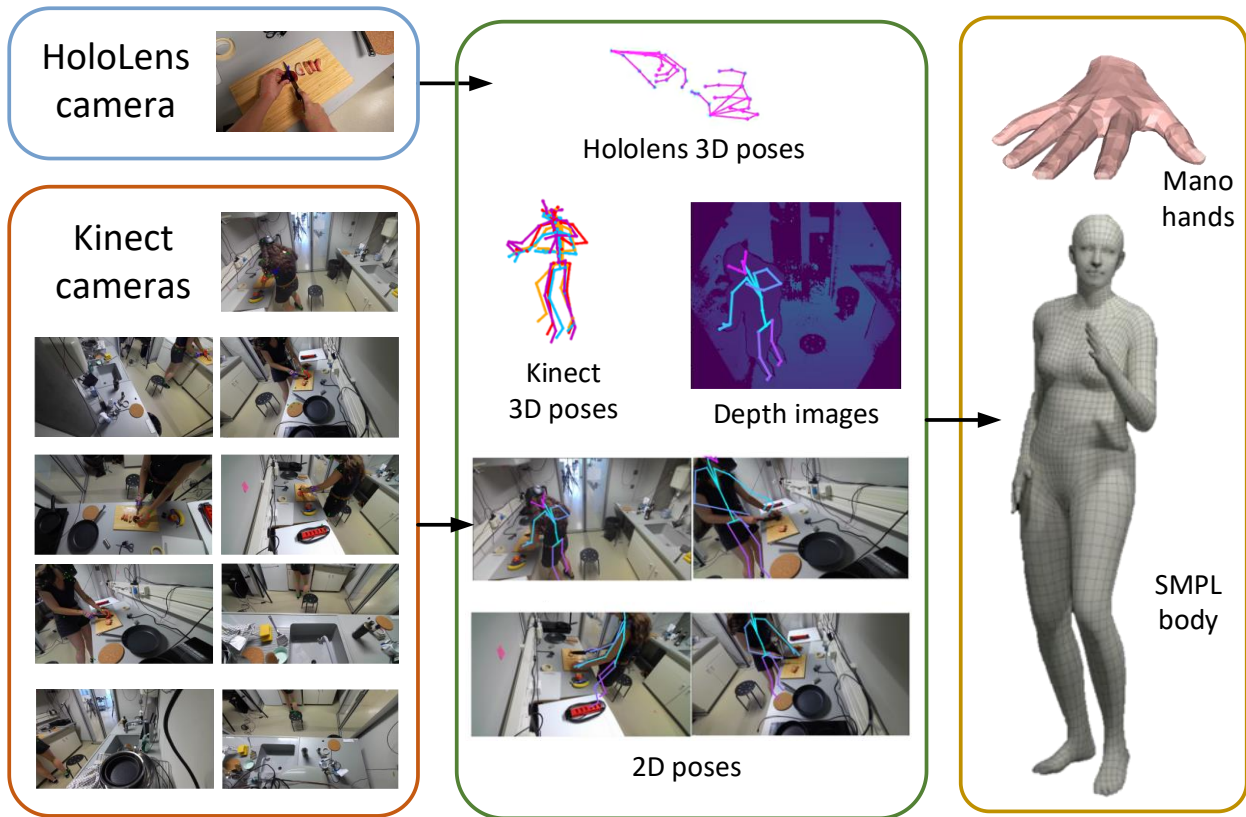 HoloLens
camera
Kinect
cameras
Hololens 3D poses
Kinect
3D poses
Depth images
2D poses
Mano
hands
SMPL
body